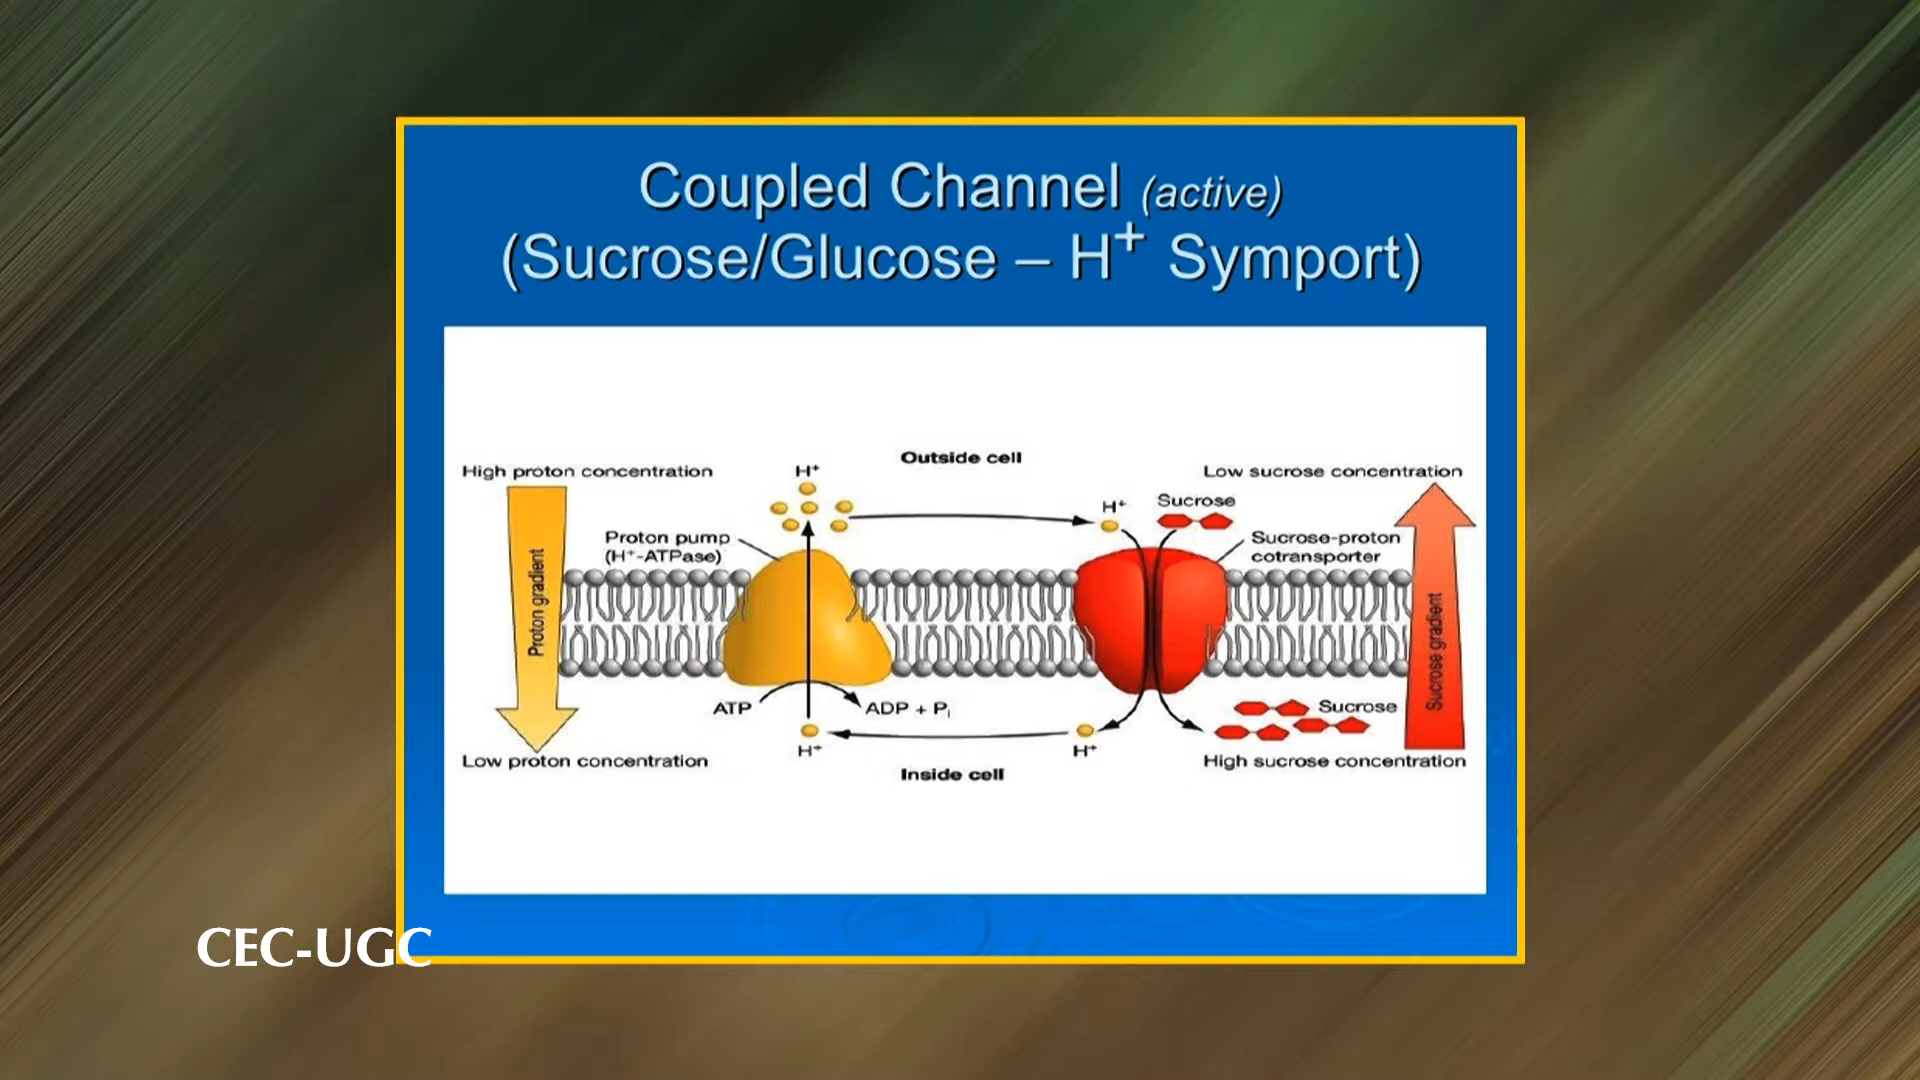 Coupled Channel (active)
(Sucrose/Glucose – H⁺ Symport)
Outside cell
High proton concentration
H⁺
Low sucrose concentration
H⁺
Sucrose
Proton pump
(H⁺-ATPase)
Sucrose-proton
cotransporter
Proton gradient
Sucrose gradient
ATP
ADP + Pᵢ
Sucrose
H⁺
H⁺
Low proton concentration
High sucrose concentration
Inside cell
CEC-UGC